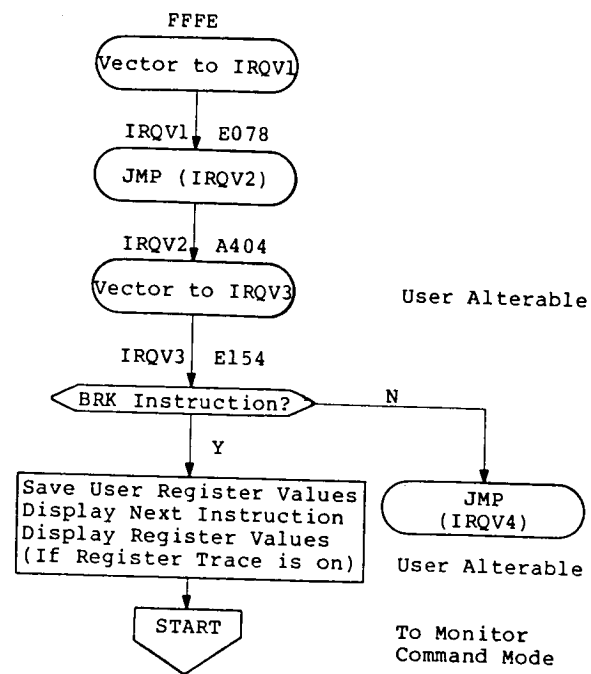 FFFE
Vector to IRQV1
IRQV1 E078
JMP (IRQV2)
IRQV2 A404
Vector to IRQV3
User Alterable
IRQV3 E154
BRK Instruction?
N
Y
Save User Register Values
Display Next Instruction
Display Register Values
(If Register Trace is on)
JMP
(IRQV4)
User Alterable
START
To Monitor
Command Mode